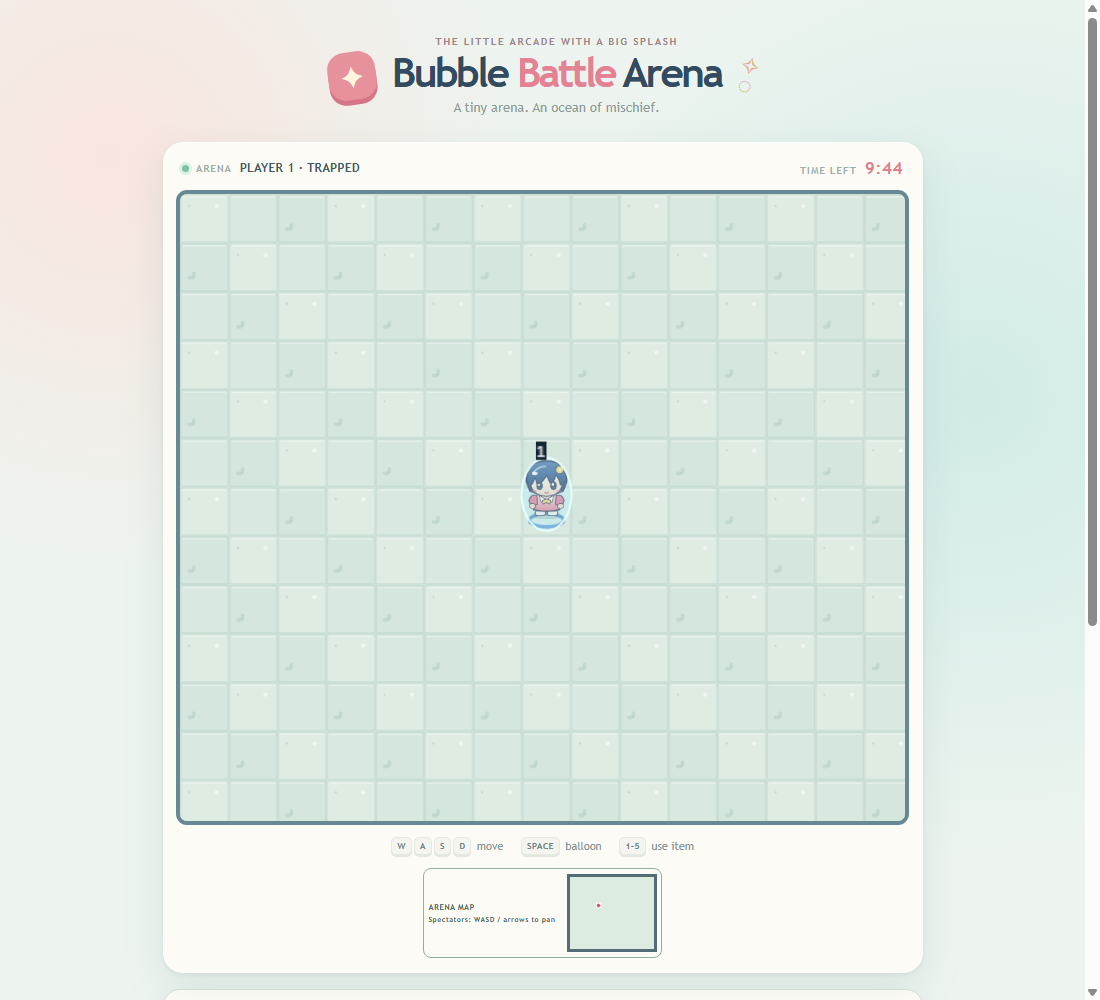 THE LITTLE ARCADE WITH A BIG SPLASH
Bubble Battle Arena
A tiny arena. An ocean of mischief.
ARENA PLAYER 1 · TRAPPED
TIME LEFT 9:44
1
W A S D move SPACE balloon 1-5 use item
ARENA MAP
Spectators: WASD / arrows to pan